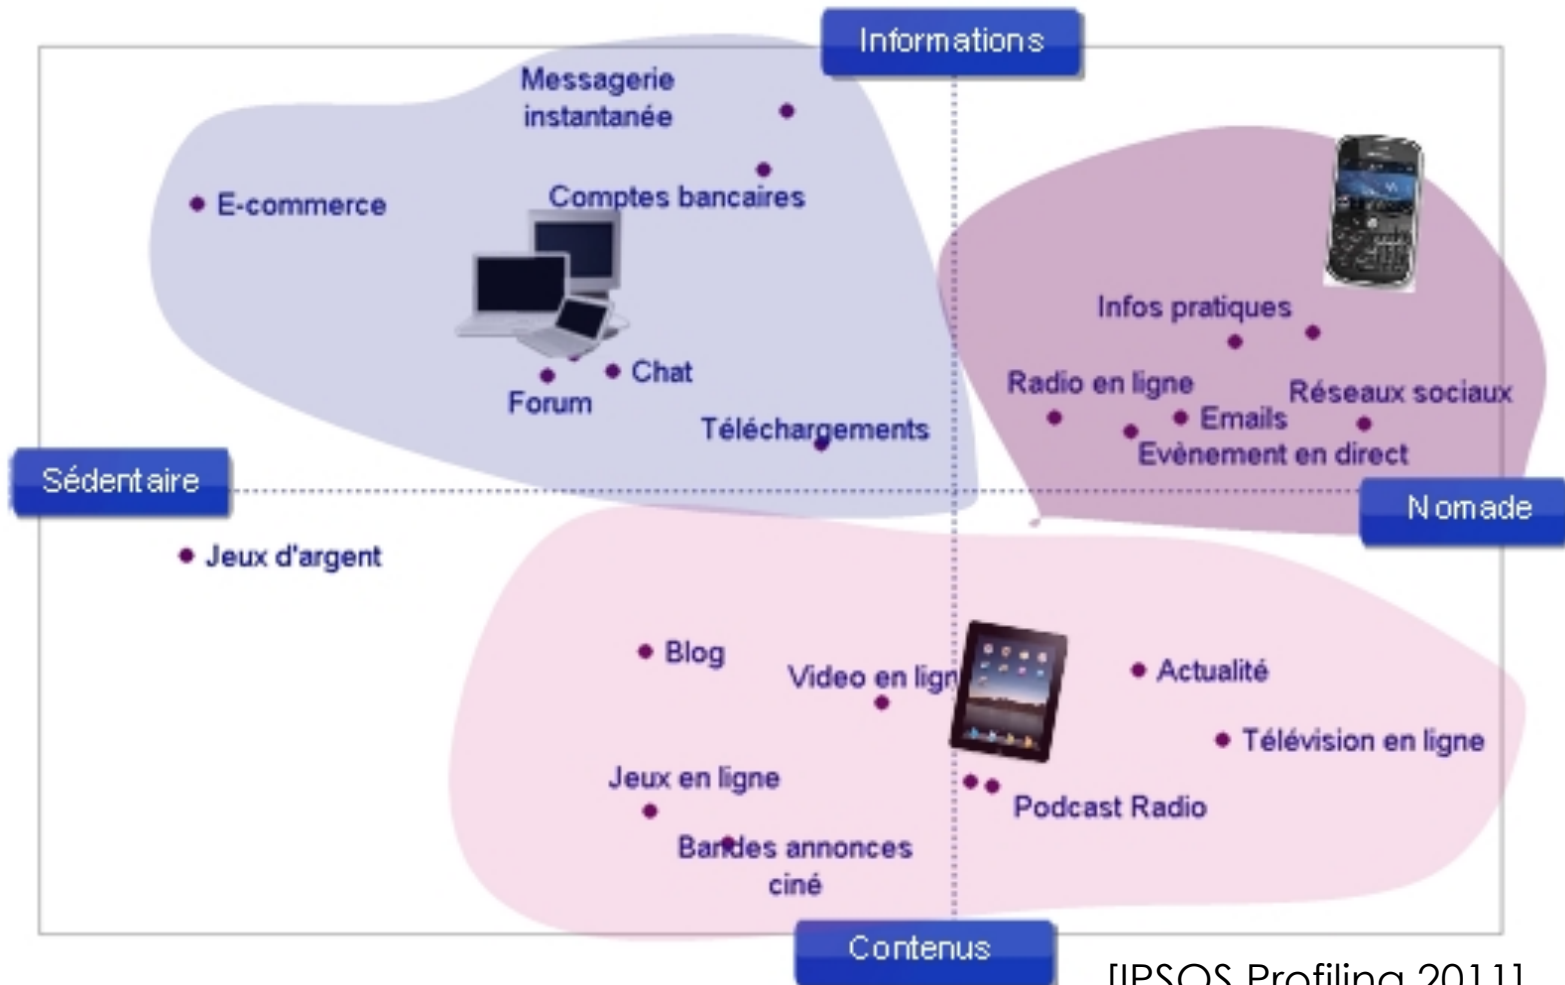 Informations
Messagerie
instantanée
Comptes bancaires
E-commerce
Infos pratiques
Chat
Radio en ligne
Réseaux sociaux
Forum
Emails
Téléchargements
Evènement en direct
Sédentaire
Nomade
Jeux d'argent
Blog
Video en lign
Actualité
Télévision en ligne
Jeux en ligne
Podcast Radio
Bandes annonces
ciné
Contenus
[IPSOS Profiling 2011]